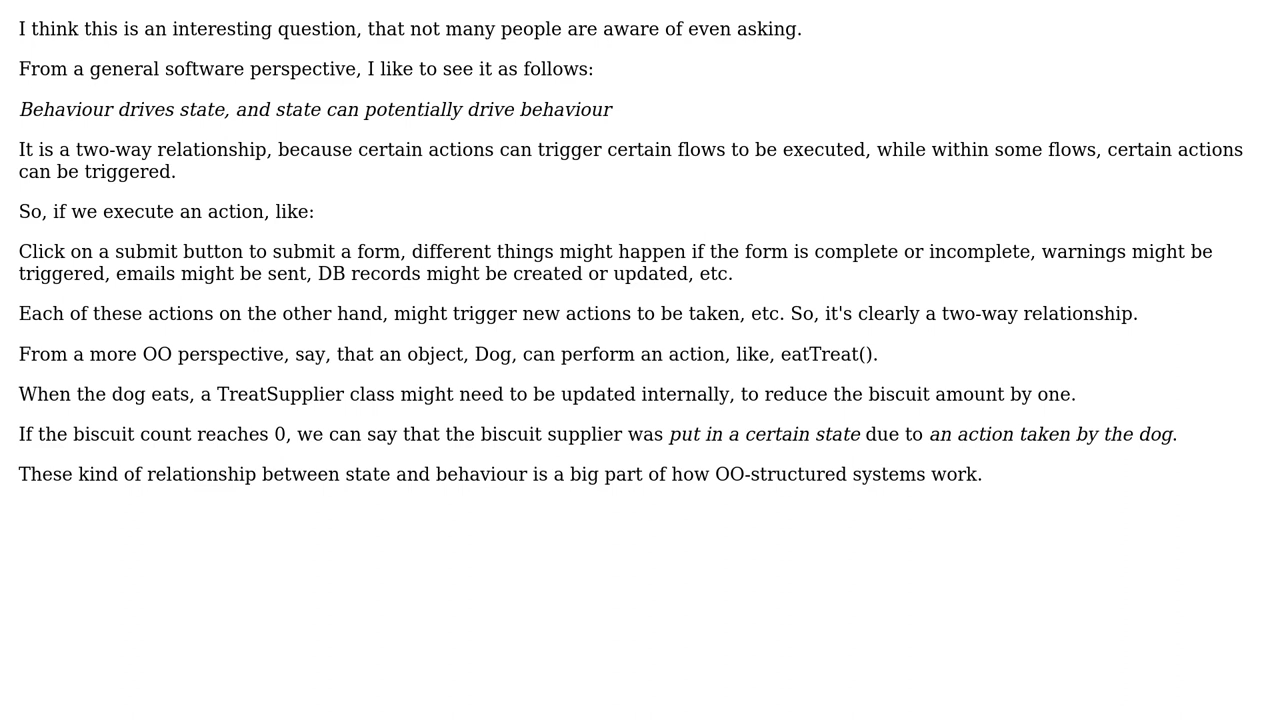 I think this is an interesting question, that not many people are aware of even asking.
From a general software perspective, I like to see it as follows:
Behaviour drives state, and state can potentially drive behaviour
It is a two-way relationship, because certain actions can trigger certain flows to be executed, while within some flows, certain actions
can be triggered.
So, if we execute an action, like:
Click on a submit button to submit a form, different things might happen if the form is complete or incomplete, warnings might be
triggered, emails might be sent, DB records might be created or updated, etc.
Each of these actions on the other hand, might trigger new actions to be taken, etc. So, it's clearly a two-way relationship.
From a more OO perspective, say, that an object, Dog, can perform an action, like, eatTreat().
When the dog eats, a TreatSupplier class might need to be updated internally, to reduce the biscuit amount by one.
If the biscuit count reaches 0, we can say that the biscuit supplier was put in a certain state due to an action taken by the dog.
These kind of relationship between state and behaviour is a big part of how OO-structured systems work.